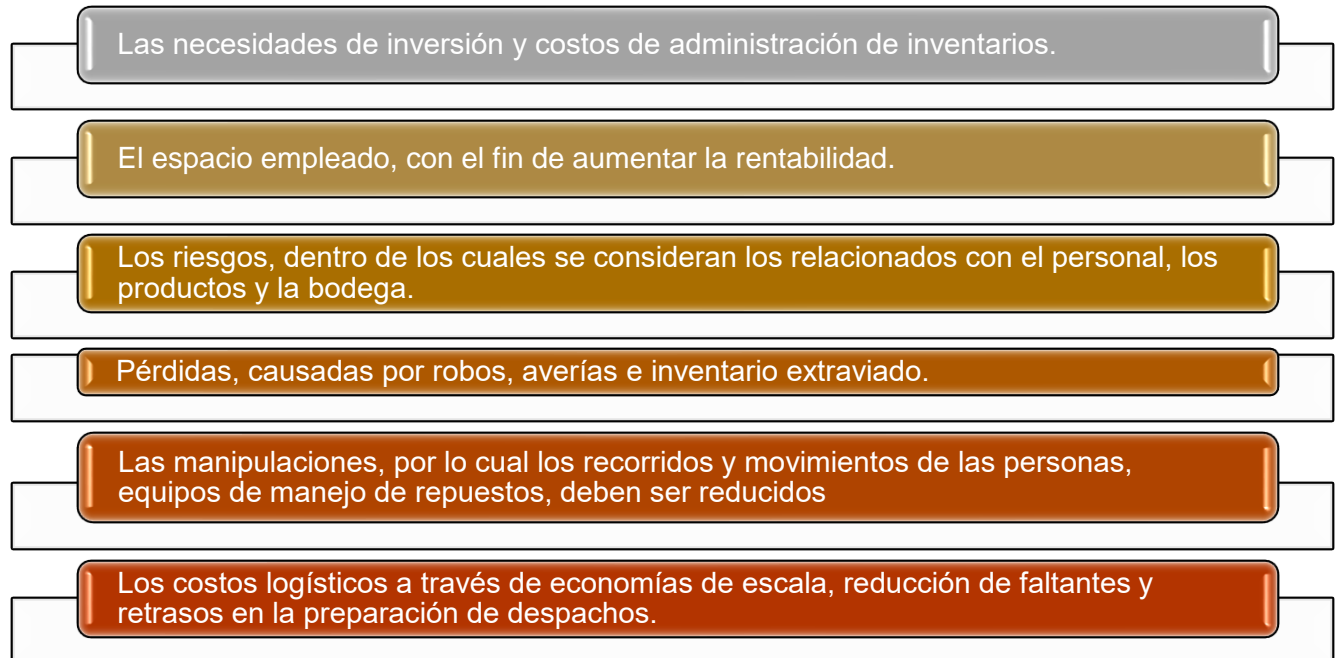 Las necesidades de inversión y costos de administración de inventarios.
El espacio empleado, con el fin de aumentar la rentabilidad.
Los riesgos, dentro de los cuales se consideran los relacionados con el personal, los
productos y la bodega.
Pérdidas, causadas por robos, averías e inventario extraviado.
Las manipulaciones, por lo cual los recorridos y movimientos de las personas,
equipos de manejo de repuestos, deben ser reducidos
Los costos logísticos a través de economías de escala, reducción de faltantes y
retrasos en la preparación de despachos.